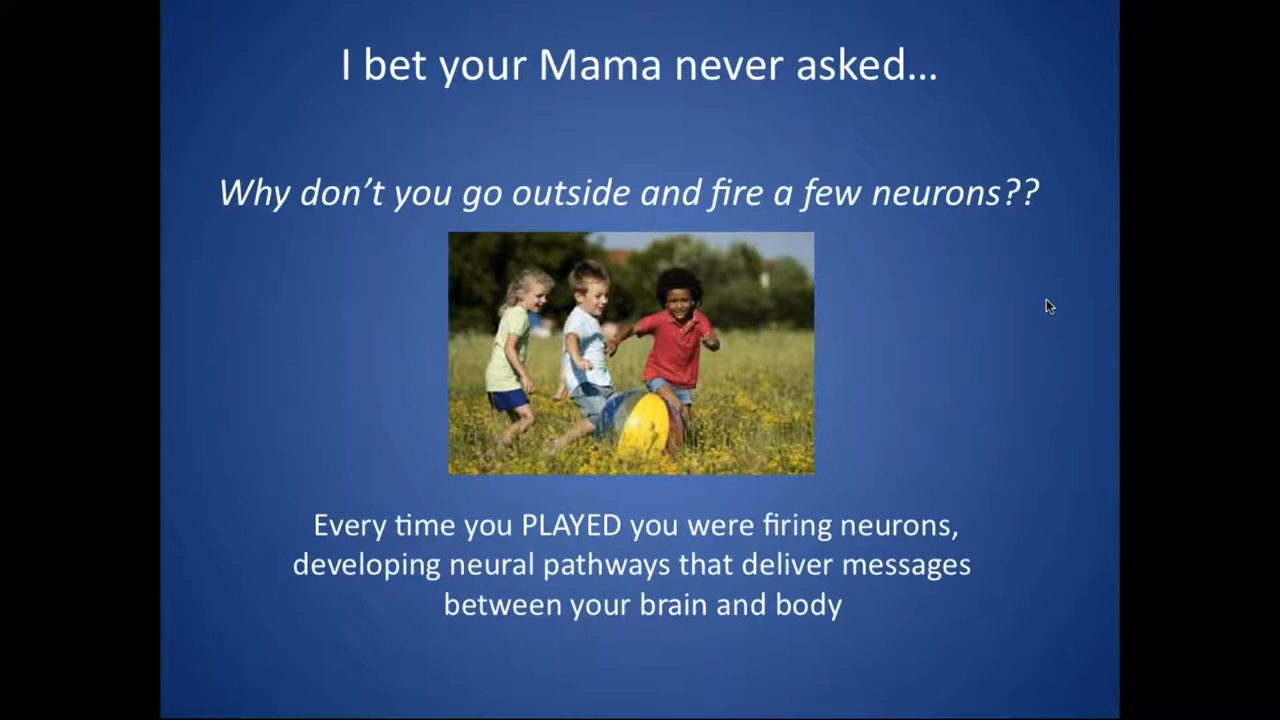 I bet your Mama never asked…
Why don’t you go outside and fire a few neurons??
Every time you PLAYED you were firing neurons,
developing neural pathways that deliver messages
between your brain and body